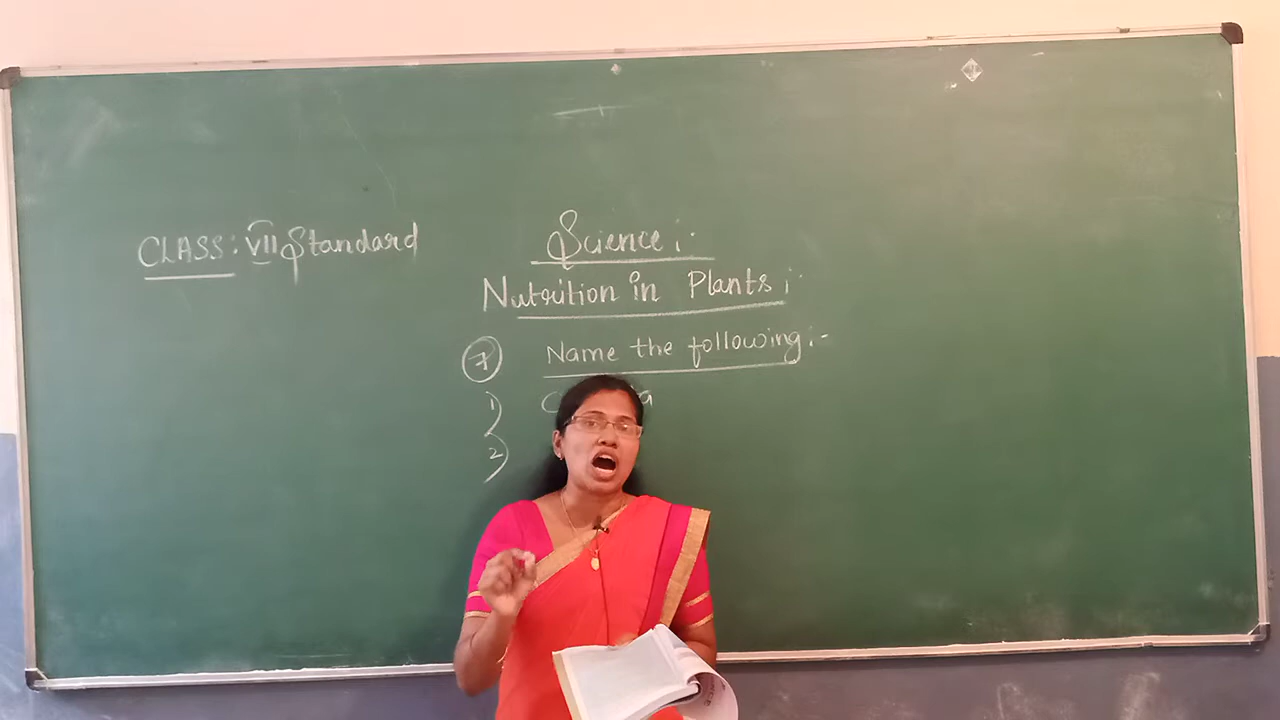 CLASS: VII Standard
Science:-
Nutrition in Plants:-
7 Name the following:-
1)
2)